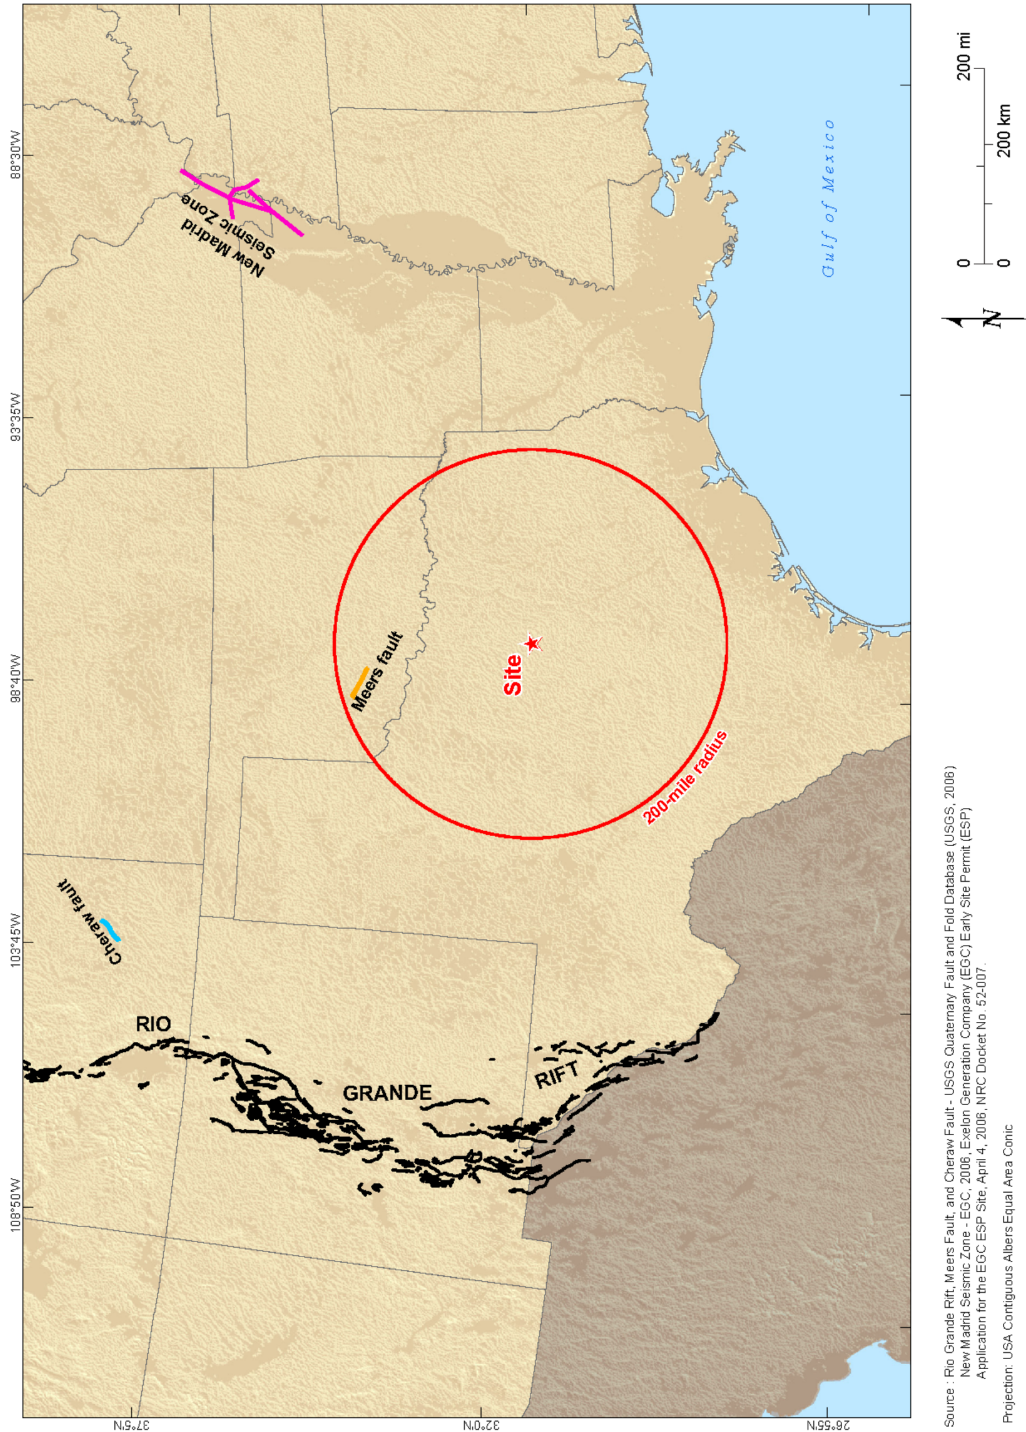 108°50'W
103°45'W
98°40'W
93°35'W
88°30'W
37°5'N
32°0'N
26°55'N
Cheraw fault
New Madrid
Seismic Zone
RIO
GRANDE
RIFT
Meers fault
Site
200-mile radius
Gulf of Mexico
0 200 mi
0 200 km
N
Source : Rio Grande Rift, Meers Fault, and Cheraw Fault - USGS Quaternary Fault and Fold Database (USGS, 2006)
New Madrid Seismic Zone - EGC, 2006, Exelon Generation Company (EGC) Early Site Permit (ESP)
Application for the EGC ESP Site, April 4, 2006, NRC Docket No. 52-007.
Projection: USA Contiguous Albers Equal Area Conic